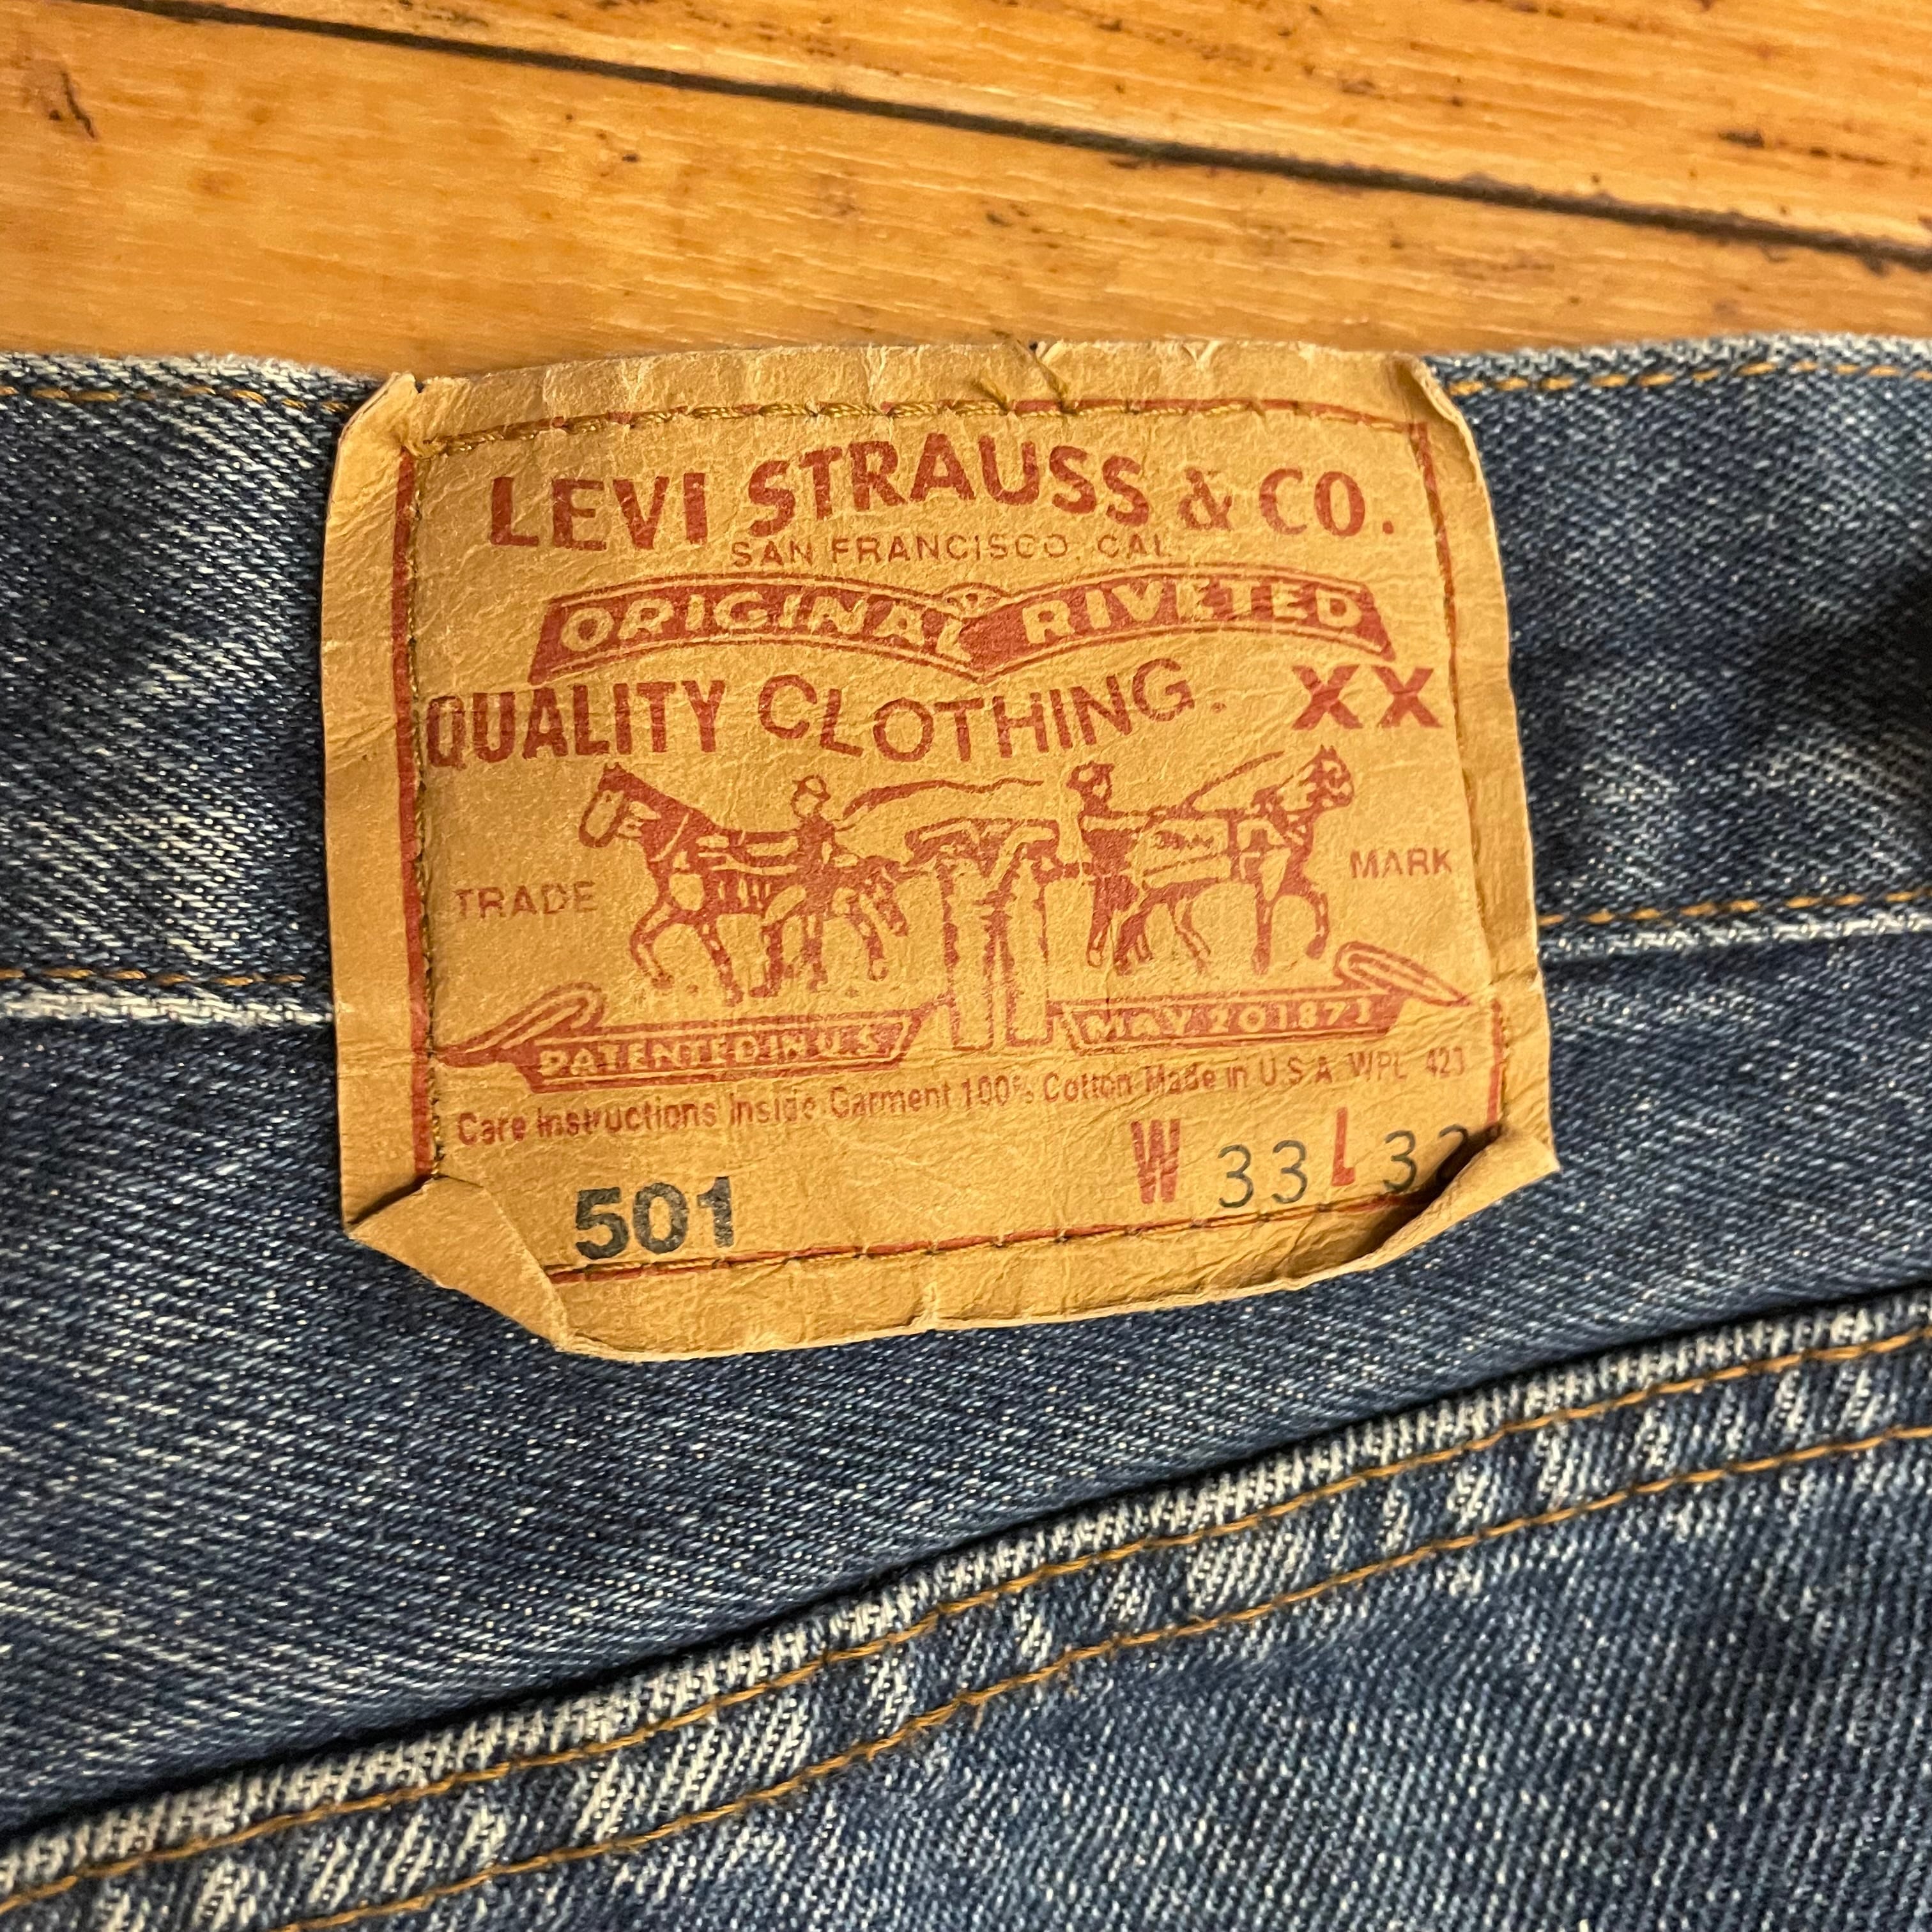 LEVI STRAUSS & CO.
SAN FRANCISCO, CAL.
ORIGINAL RIVETED
QUALITY CLOTHING. XX
TRADE MARK
PATENTED IN U.S. MAY 20 1873
Care Instructions Inside Garment 100% Cotton Made in U S A WPL 423
501 W 33 L 32